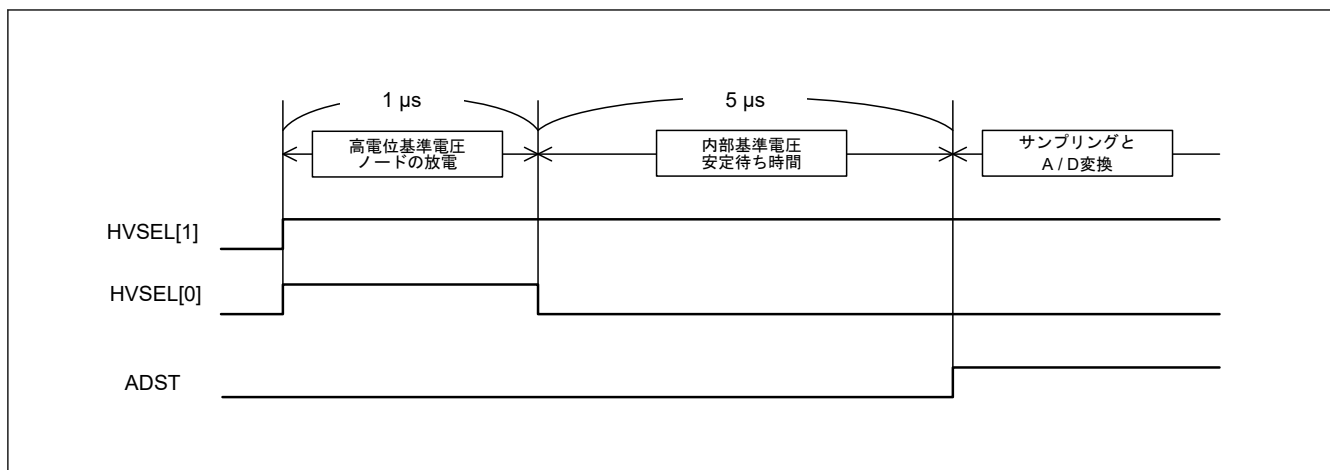 1 μs
5 μs
高電位基準電圧
ノードの放電
内部基準電圧
安定待ち時間
サンプリングと
A / D変換
HVSEL[1]
HVSEL[0]
ADST